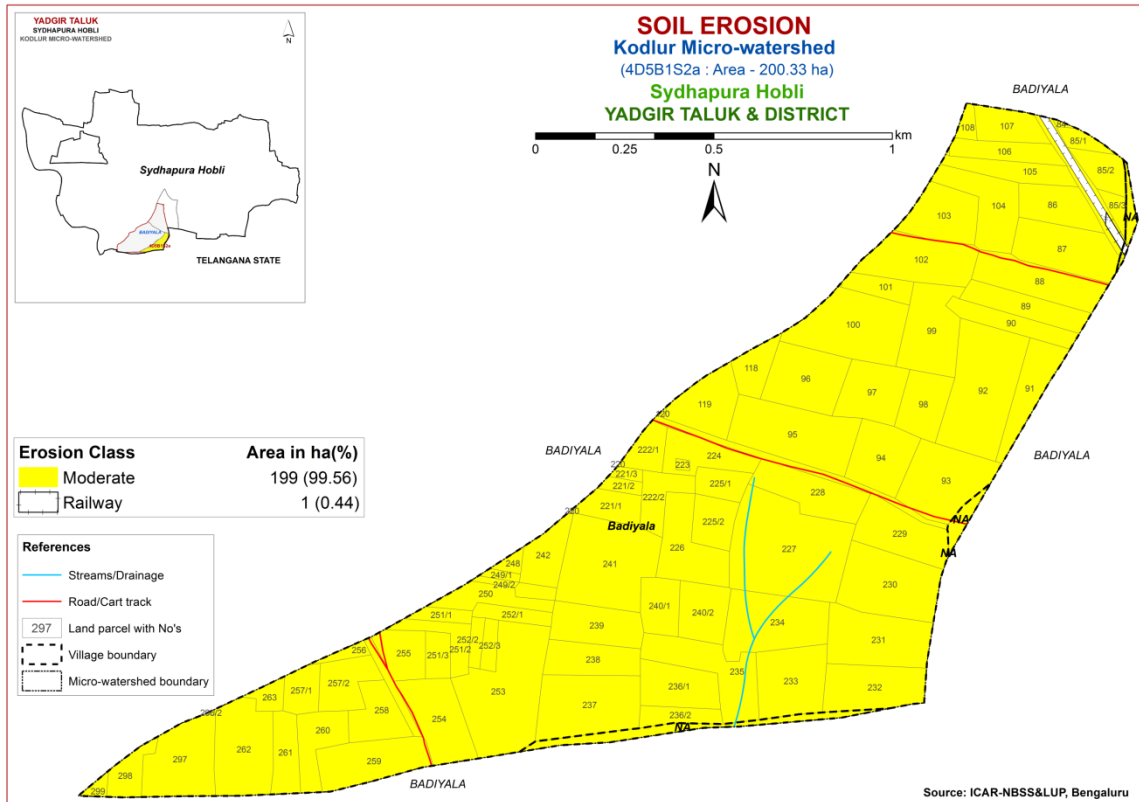 YADGIR TALUK
SYDHAPURA HOBLI
KODLUR MICRO-WATERSHED
N
Sydhapura Hobli
BADIYALA
TELANGANA STATE
SOIL EROSION
Kodlur Micro-watershed
(4D5B1S2a : Area - 200.33 ha)
Sydhapura Hobli
YADGIR TALUK & DISTRICT
km
0 0.25 0.5 1
N
BADIYALA
108 107 84
106 85/1
105 85/2
104 86 85/3
103 NA
87
102 88
101 89
100 99 90
118 96 97 98 92 91
119
120 95
94
93
BADIYALA
BADIYALA
222/1 224
220 223
221/3 225/1
221/2 222/2 228
221/1 225/2
220 Badiyala 229 NA
242 226 227 NA
248 241
249/1 230
249/2
250 240/1 240/2
251/1 252/1 239 234
252/2 231
256 255 251/3 251/2 252/3 238
235
263 257/1 257/2 253 236/1 233 232
296/2 258 254 237 236/2
NA
297 262 261 260
259
299 298
BADIYALA
Erosion Class Area in ha(%)
Moderate 199 (99.56)
Railway 1 (0.44)
References
Streams/Drainage
Road/Cart track
297 Land parcel with No's
Village boundary
Micro-watershed boundary
Source: ICAR-NBSS&LUP, Bengaluru